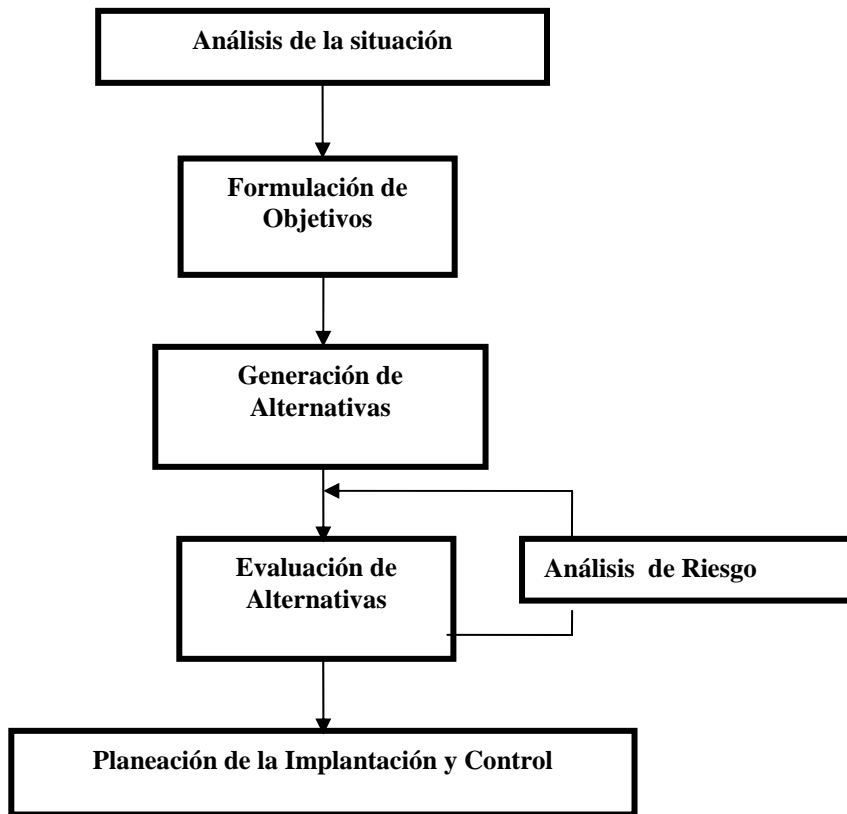 Análisis de la situación
Formulación de
Objetivos
Generación de
Alternativas
Evaluación de
Alternativas
Análisis de Riesgo
Planeación de la Implantación y Control